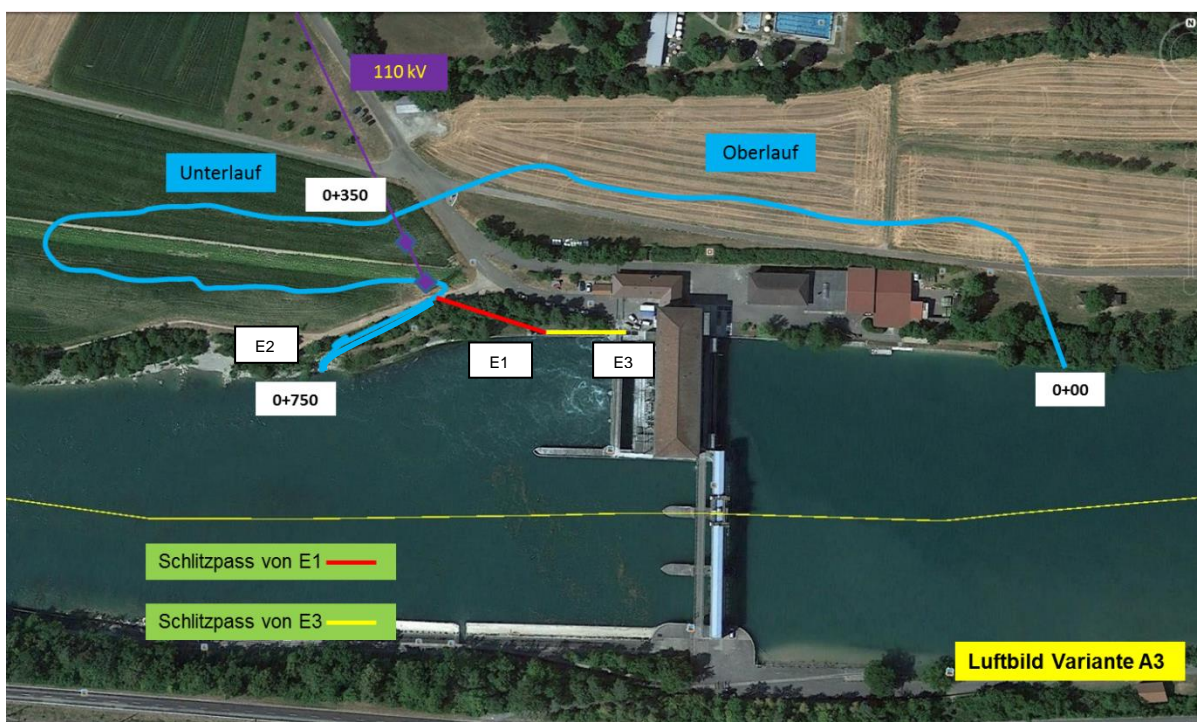 110 kV
Oberlauf
Unterlauf
0+350
E2
E1
E3
0+750
0+00
Schlitzpass von E1
Schlitzpass von E3
Luftbild Variante A3
N